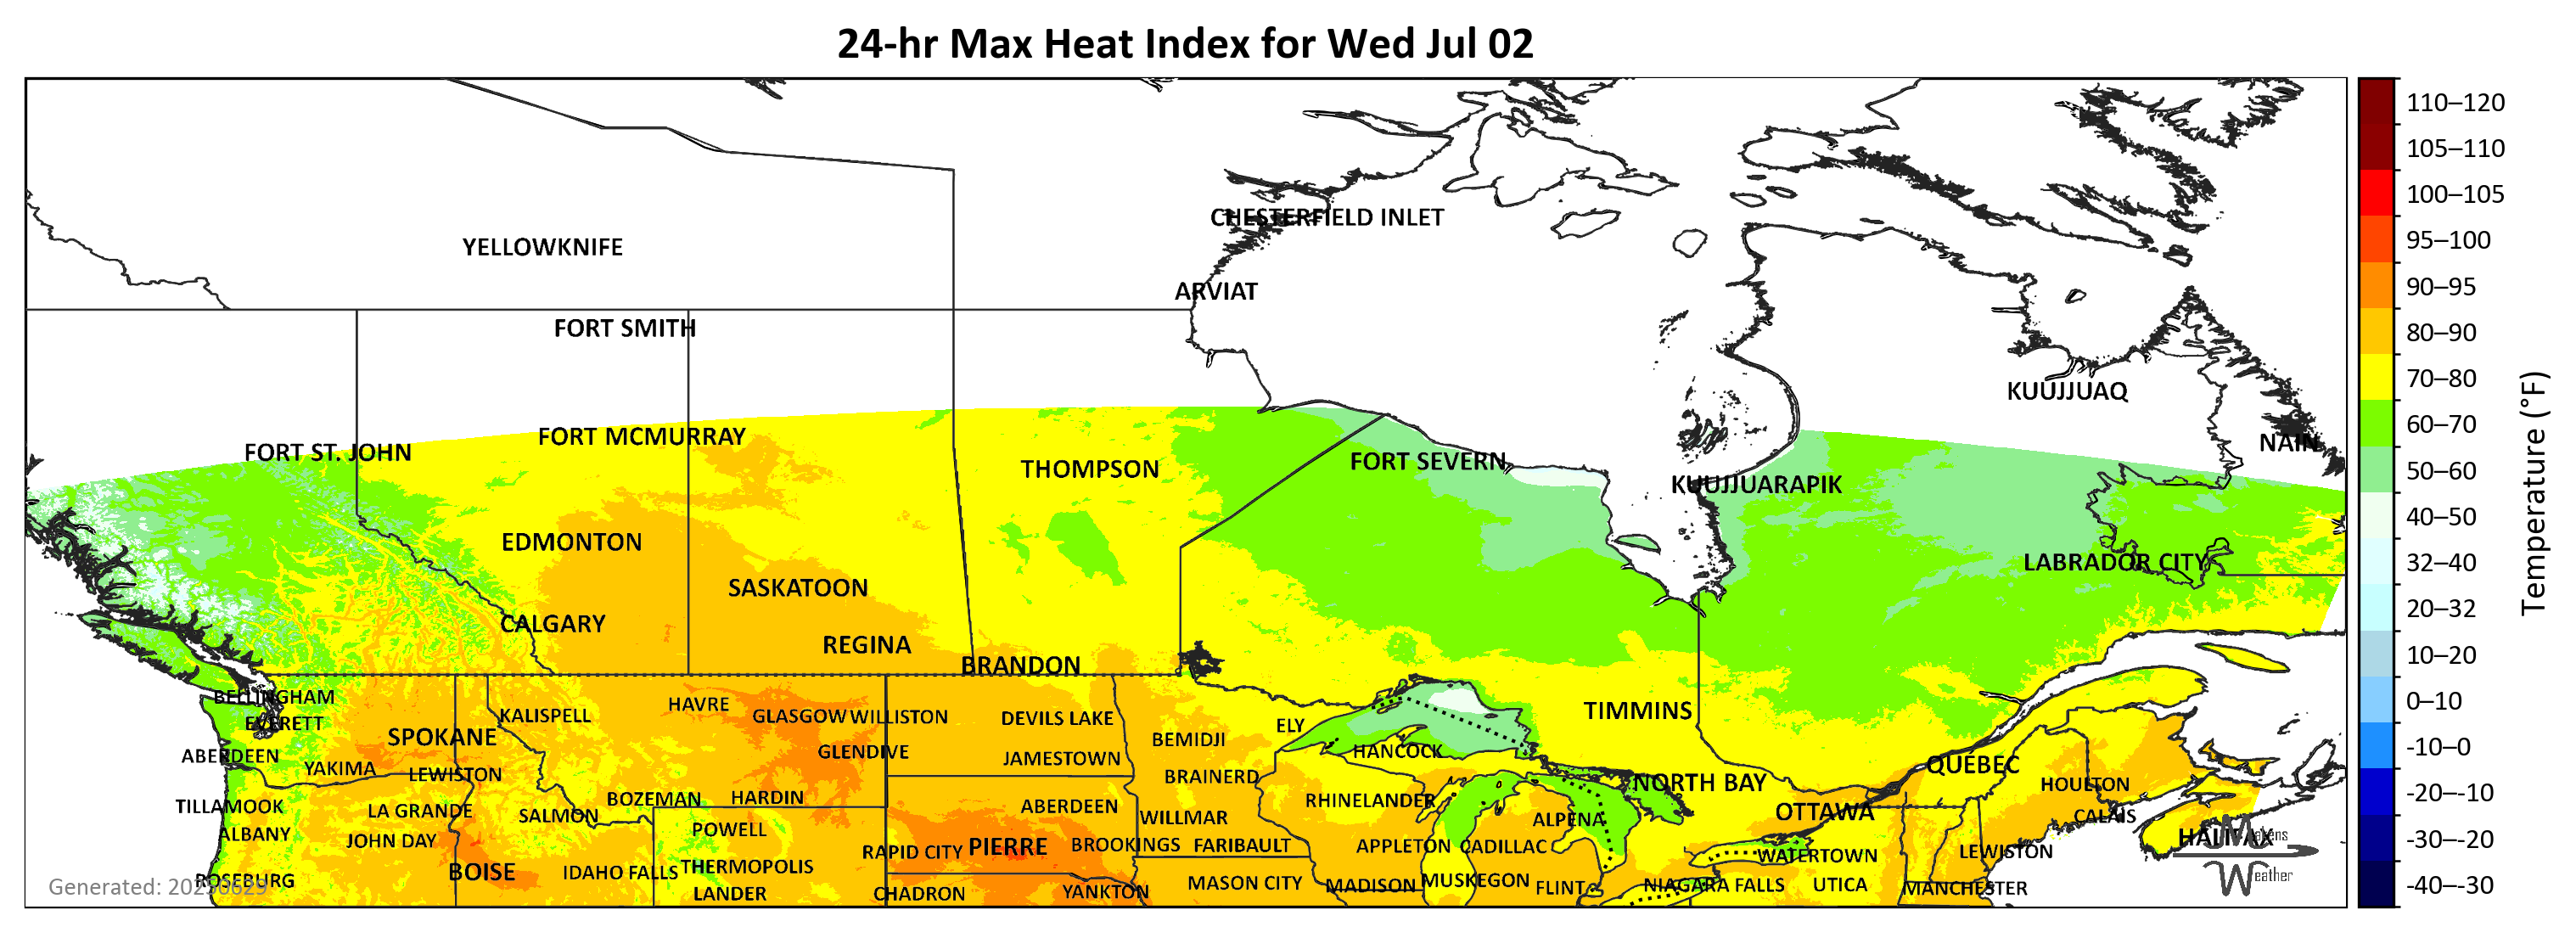 24-hr Max Heat Index for Wed Jul 02
CHESTERFIELD INLET
YELLOWKNIFE
ARVIAT
FORT SMITH
KUUJJUAQ
FORT MCMURRAY
NAIN
FORT ST. JOHN
FORT SEVERN
THOMPSON
KUUJJUARAPIK
EDMONTON
LABRADOR CITY
SASKATOON
CALGARY
REGINA
BRANDON
BELLINGHAM
HAVRE
KALISPELL
GLASGOW
WILLISTON
DEVILS LAKE
TIMMINS
EVERETT
ELY
SPOKANE
BEMIDJI
ABERDEEN
GLENDIVE
HANCOCK
JAMESTOWN
QUÉBEC
YAKIMA
LEWISTON
BRAINERD
NORTH BAY
HOULTON
BOZEMAN
HARDIN
RHINELANDER
TILLAMOOK
LA GRANDE
ABERDEEN
SALMON
WILLMAR
ALPENA
OTTAWA
CALAIS
ALBANY
POWELL
JOHN DAY
HALIFAX
RAPID CITY
PIERRE
BROOKINGS
FARIBAULT
APPLETON
CADILLAC
LEWISTON
WATERTOWN
BOISE
IDAHO FALLS
THERMOPOLIS
ROSEBURG
MASON CITY
MADISON
MUSKEGON
FLINT
NIAGARA FALLS
UTICA
MANCHESTER
LANDER
CHADRON
YANKTON
Generated: 20250629
Weather
110–120
105–110
100–105
95–100
90–95
80–90
70–80
60–70
50–60
40–50
32–40
20–32
10–20
0–10
-10–0
-20–-10
-30–-20
-40–-30
Temperature (°F)